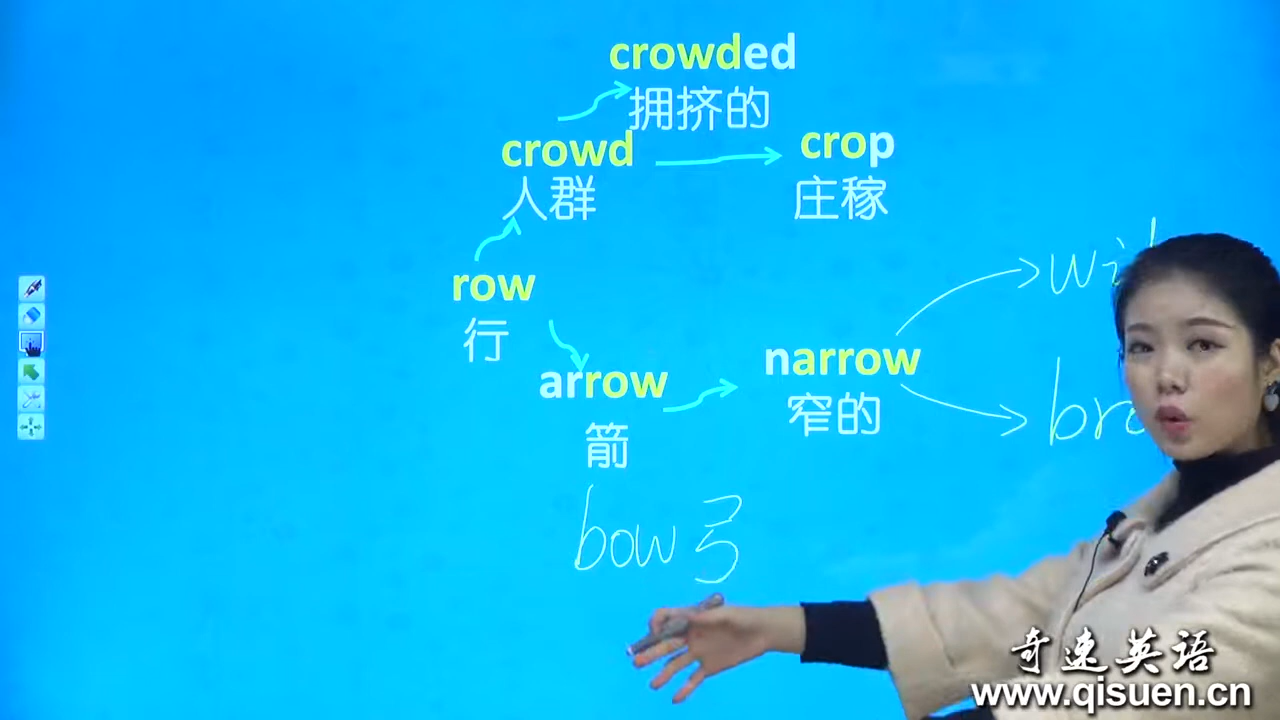 crowded
拥挤的
crowd
人群
crop
庄稼
row
行
arrow
箭
narrow
窄的
bow 弓
奇速英语
www.qisuen.cn